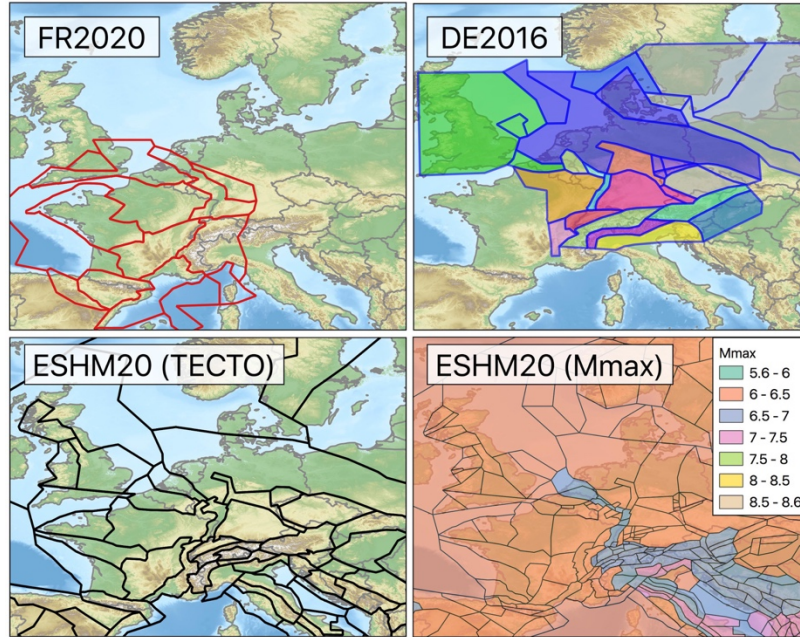 FR2020
DE2016
ESHM20 (TECTO)
ESHM20 (Mmax)
Mmax
5.6 - 6
6 - 6.5
6.5 - 7
7 - 7.5
7.5 - 8
8 - 8.5
8.5 - 8.6